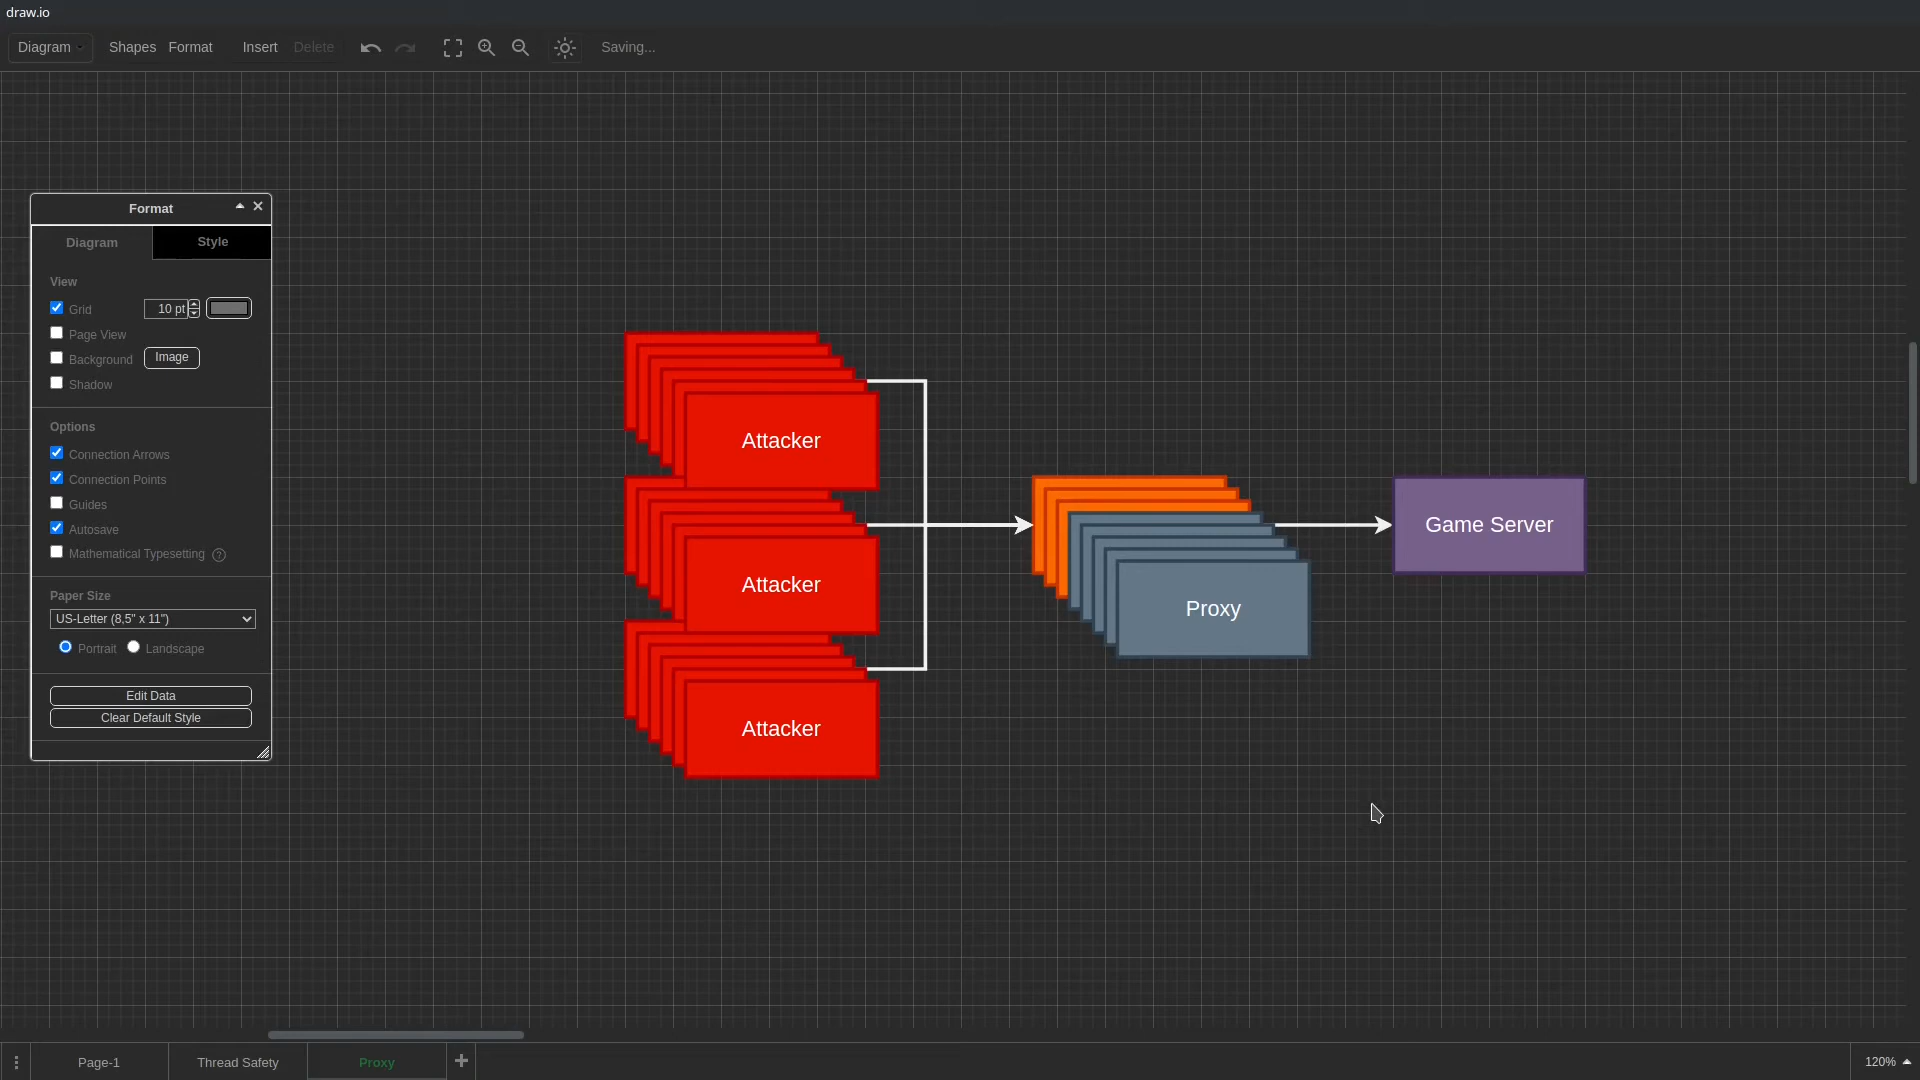 draw.io
Diagram Shapes Format Insert Delete Saving...
Format
Diagram Style
View
Grid 10 pt
Page View
Background Image
Shadow
Options
Connection Arrows
Connection Points
Guides
Autosave
Mathematical Typesetting ?
Paper Size
US-Letter (8,5" x 11")
Portrait Landscape
Edit Data
Clear Default Style
Attacker
Attacker
Attacker
Proxy
Game Server
Page-1 Thread Safety Proxy 120%